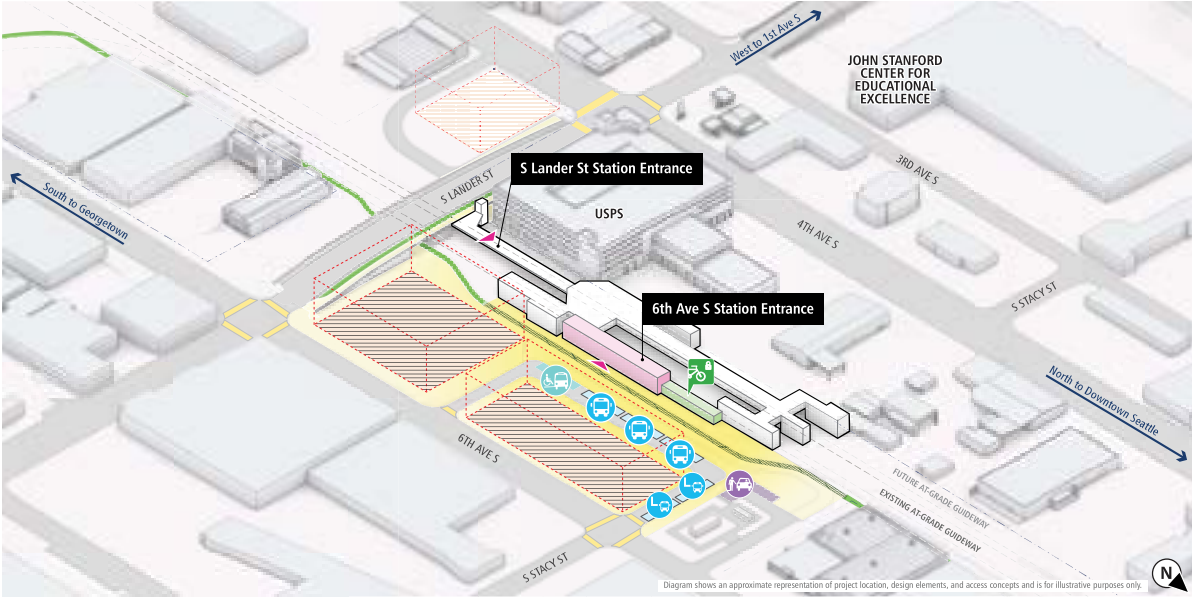 West to 1st Ave S
JOHN STANFORD
CENTER FOR
EDUCATIONAL
EXCELLENCE
S Lander St Station Entrance
3RD AVE S
South to Georgetown
S LANDER ST
USPS
4TH AVE S
S STACY ST
6th Ave S Station Entrance
North to Downtown Seattle
6TH AVE S
FUTURE AT-GRADE GUIDEWAY
EXISTING AT-GRADE GUIDEWAY
S STACY ST
Diagram shows an approximate representation of project location, design elements, and access concepts and is for illustrative purposes only.
N